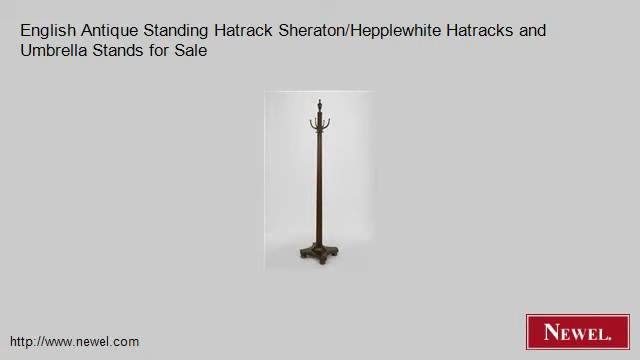 English Antique Standing Hatrack Sheraton/Hepplewhite Hatracks and
Umbrella Stands for Sale
http://www.newel.com
NEWEL.